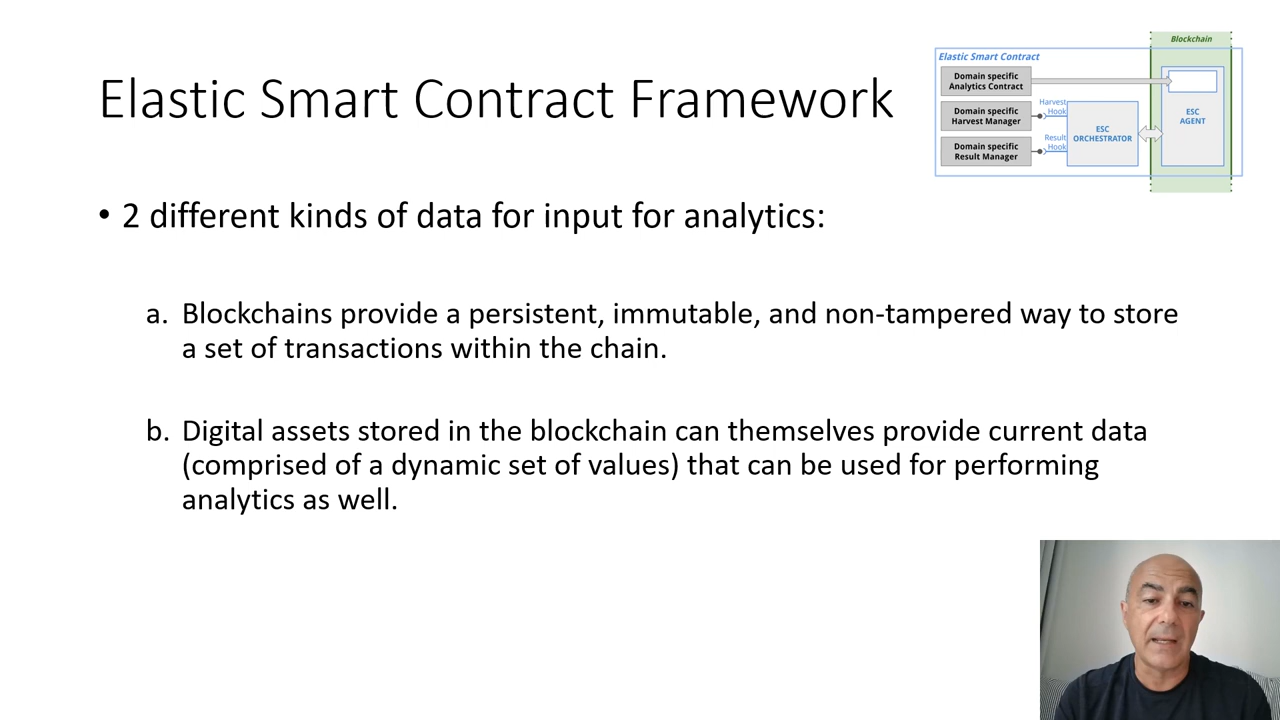 Elastic Smart Contract Framework
Blockchain
Elastic Smart Contract
Domain specific
Analytics Contract
Domain specific
Harvest Manager
Domain specific
Result Manager
Harvest
Hook
Result
Hook
ESC
ORCHESTRATOR
ESC
AGENT
• 2 different kinds of data for input for analytics:
a. Blockchains provide a persistent, immutable, and non-tampered way to store
a set of transactions within the chain.
b. Digital assets stored in the blockchain can themselves provide current data
(comprised of a dynamic set of values) that can be used for performing
analytics as well.